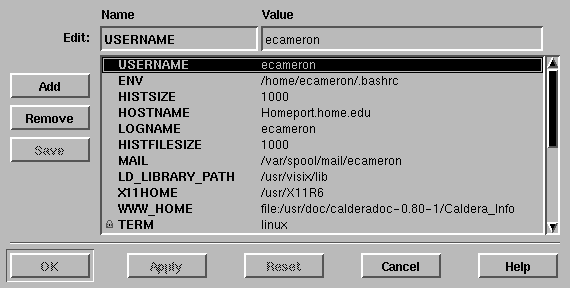 Name Value
Edit: USERNAME ecameron
USERNAME ecameron
ENV /home/ecameron/.bashrc
HISTSIZE 1000
HOSTNAME Homeport.home.edu
LOGNAME ecameron
HISTFILESIZE 1000
MAIL /var/spool/mail/ecameron
LD_LIBRARY_PATH /usr/visix/lib
X11HOME /usr/X11R6
WWW_HOME file:/usr/doc/calderadoc-0.80-1/Caldera_Info
TERM linux
Add
Remove
Save
OK Apply Reset Cancel Help